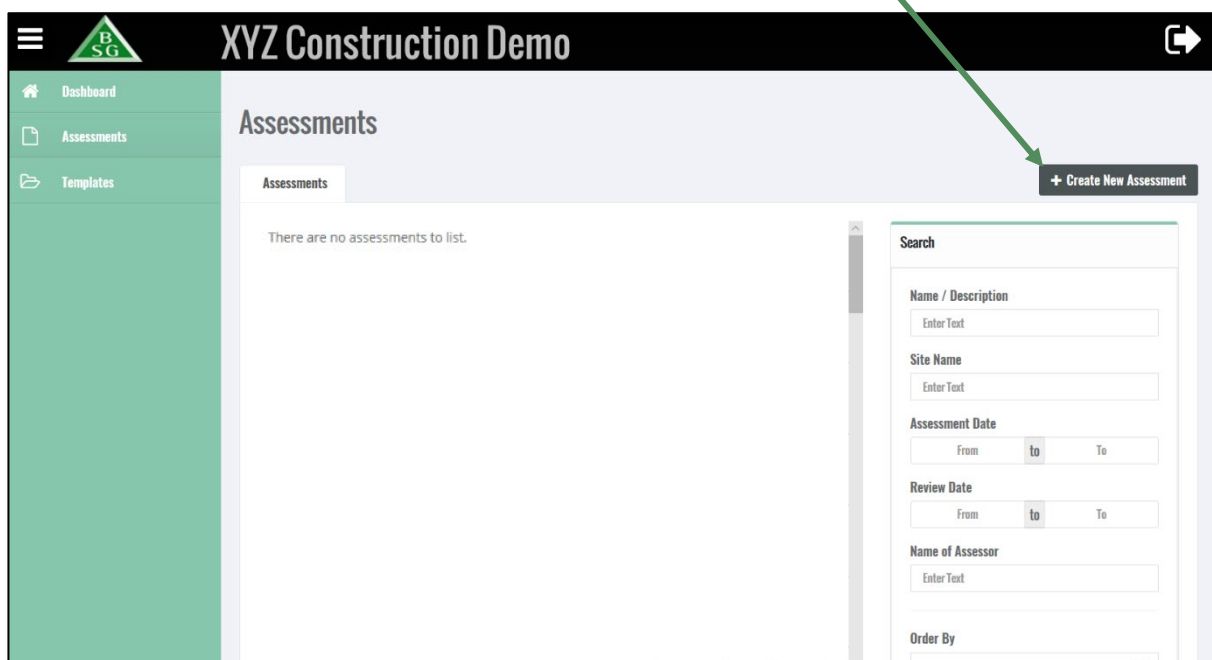 BSG
XYZ Construction Demo
Dashboard
Assessments
Templates
Assessments
Assessments
+ Create New Assessment
There are no assessments to list.
Search
Name / Description
Enter Text
Site Name
Enter Text
Assessment Date
From to To
Review Date
From to To
Name of Assessor
Enter Text
Order By